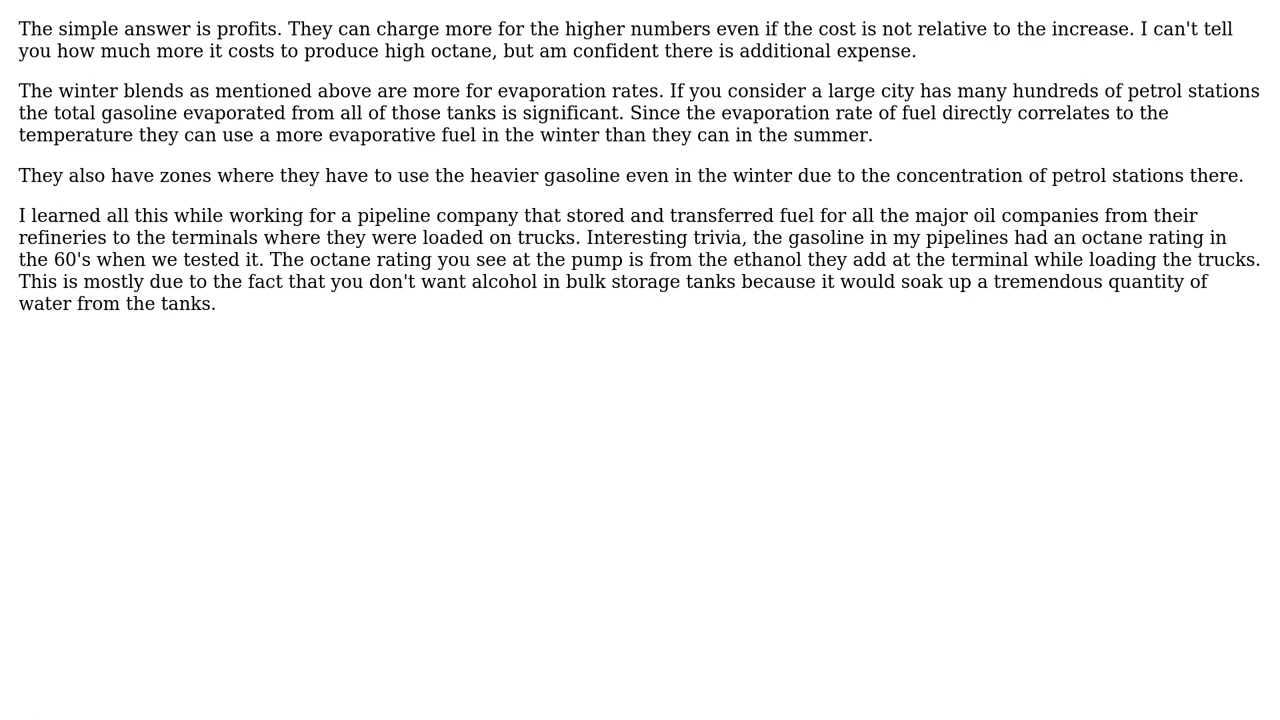 The simple answer is profits. They can charge more for the higher numbers even if the cost is not relative to the increase. I can't tell
you how much more it costs to produce high octane, but am confident there is additional expense.
The winter blends as mentioned above are more for evaporation rates. If you consider a large city has many hundreds of petrol stations
the total gasoline evaporated from all of those tanks is significant. Since the evaporation rate of fuel directly correlates to the
temperature they can use a more evaporative fuel in the winter than they can in the summer.
They also have zones where they have to use the heavier gasoline even in the winter due to the concentration of petrol stations there.
I learned all this while working for a pipeline company that stored and transferred fuel for all the major oil companies from their
refineries to the terminals where they were loaded on trucks. Interesting trivia, the gasoline in my pipelines had an octane rating in
the 60's when we tested it. The octane rating you see at the pump is from the ethanol they add at the terminal while loading the trucks.
This is mostly due to the fact that you don't want alcohol in bulk storage tanks because it would soak up a tremendous quantity of
water from the tanks.